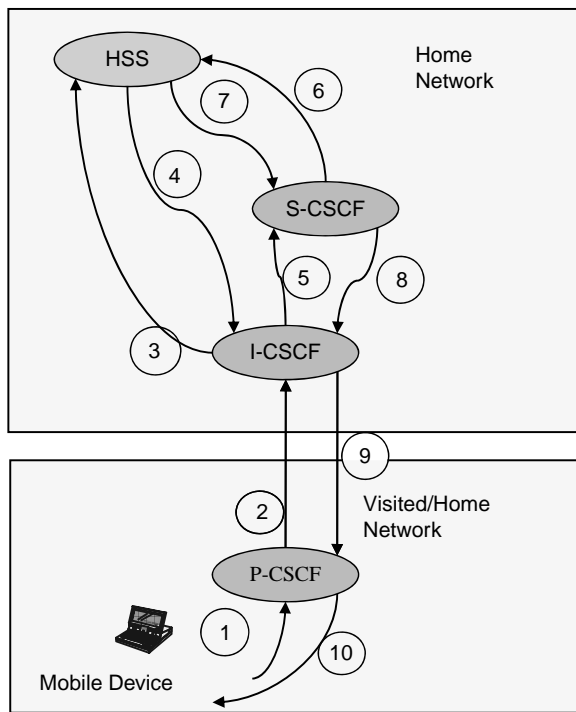 HSS
Home
Network
6
7
4
S-CSCF
5
8
3
I-CSCF
9
2
Visited/Home
Network
P-CSCF
1
10
Mobile Device